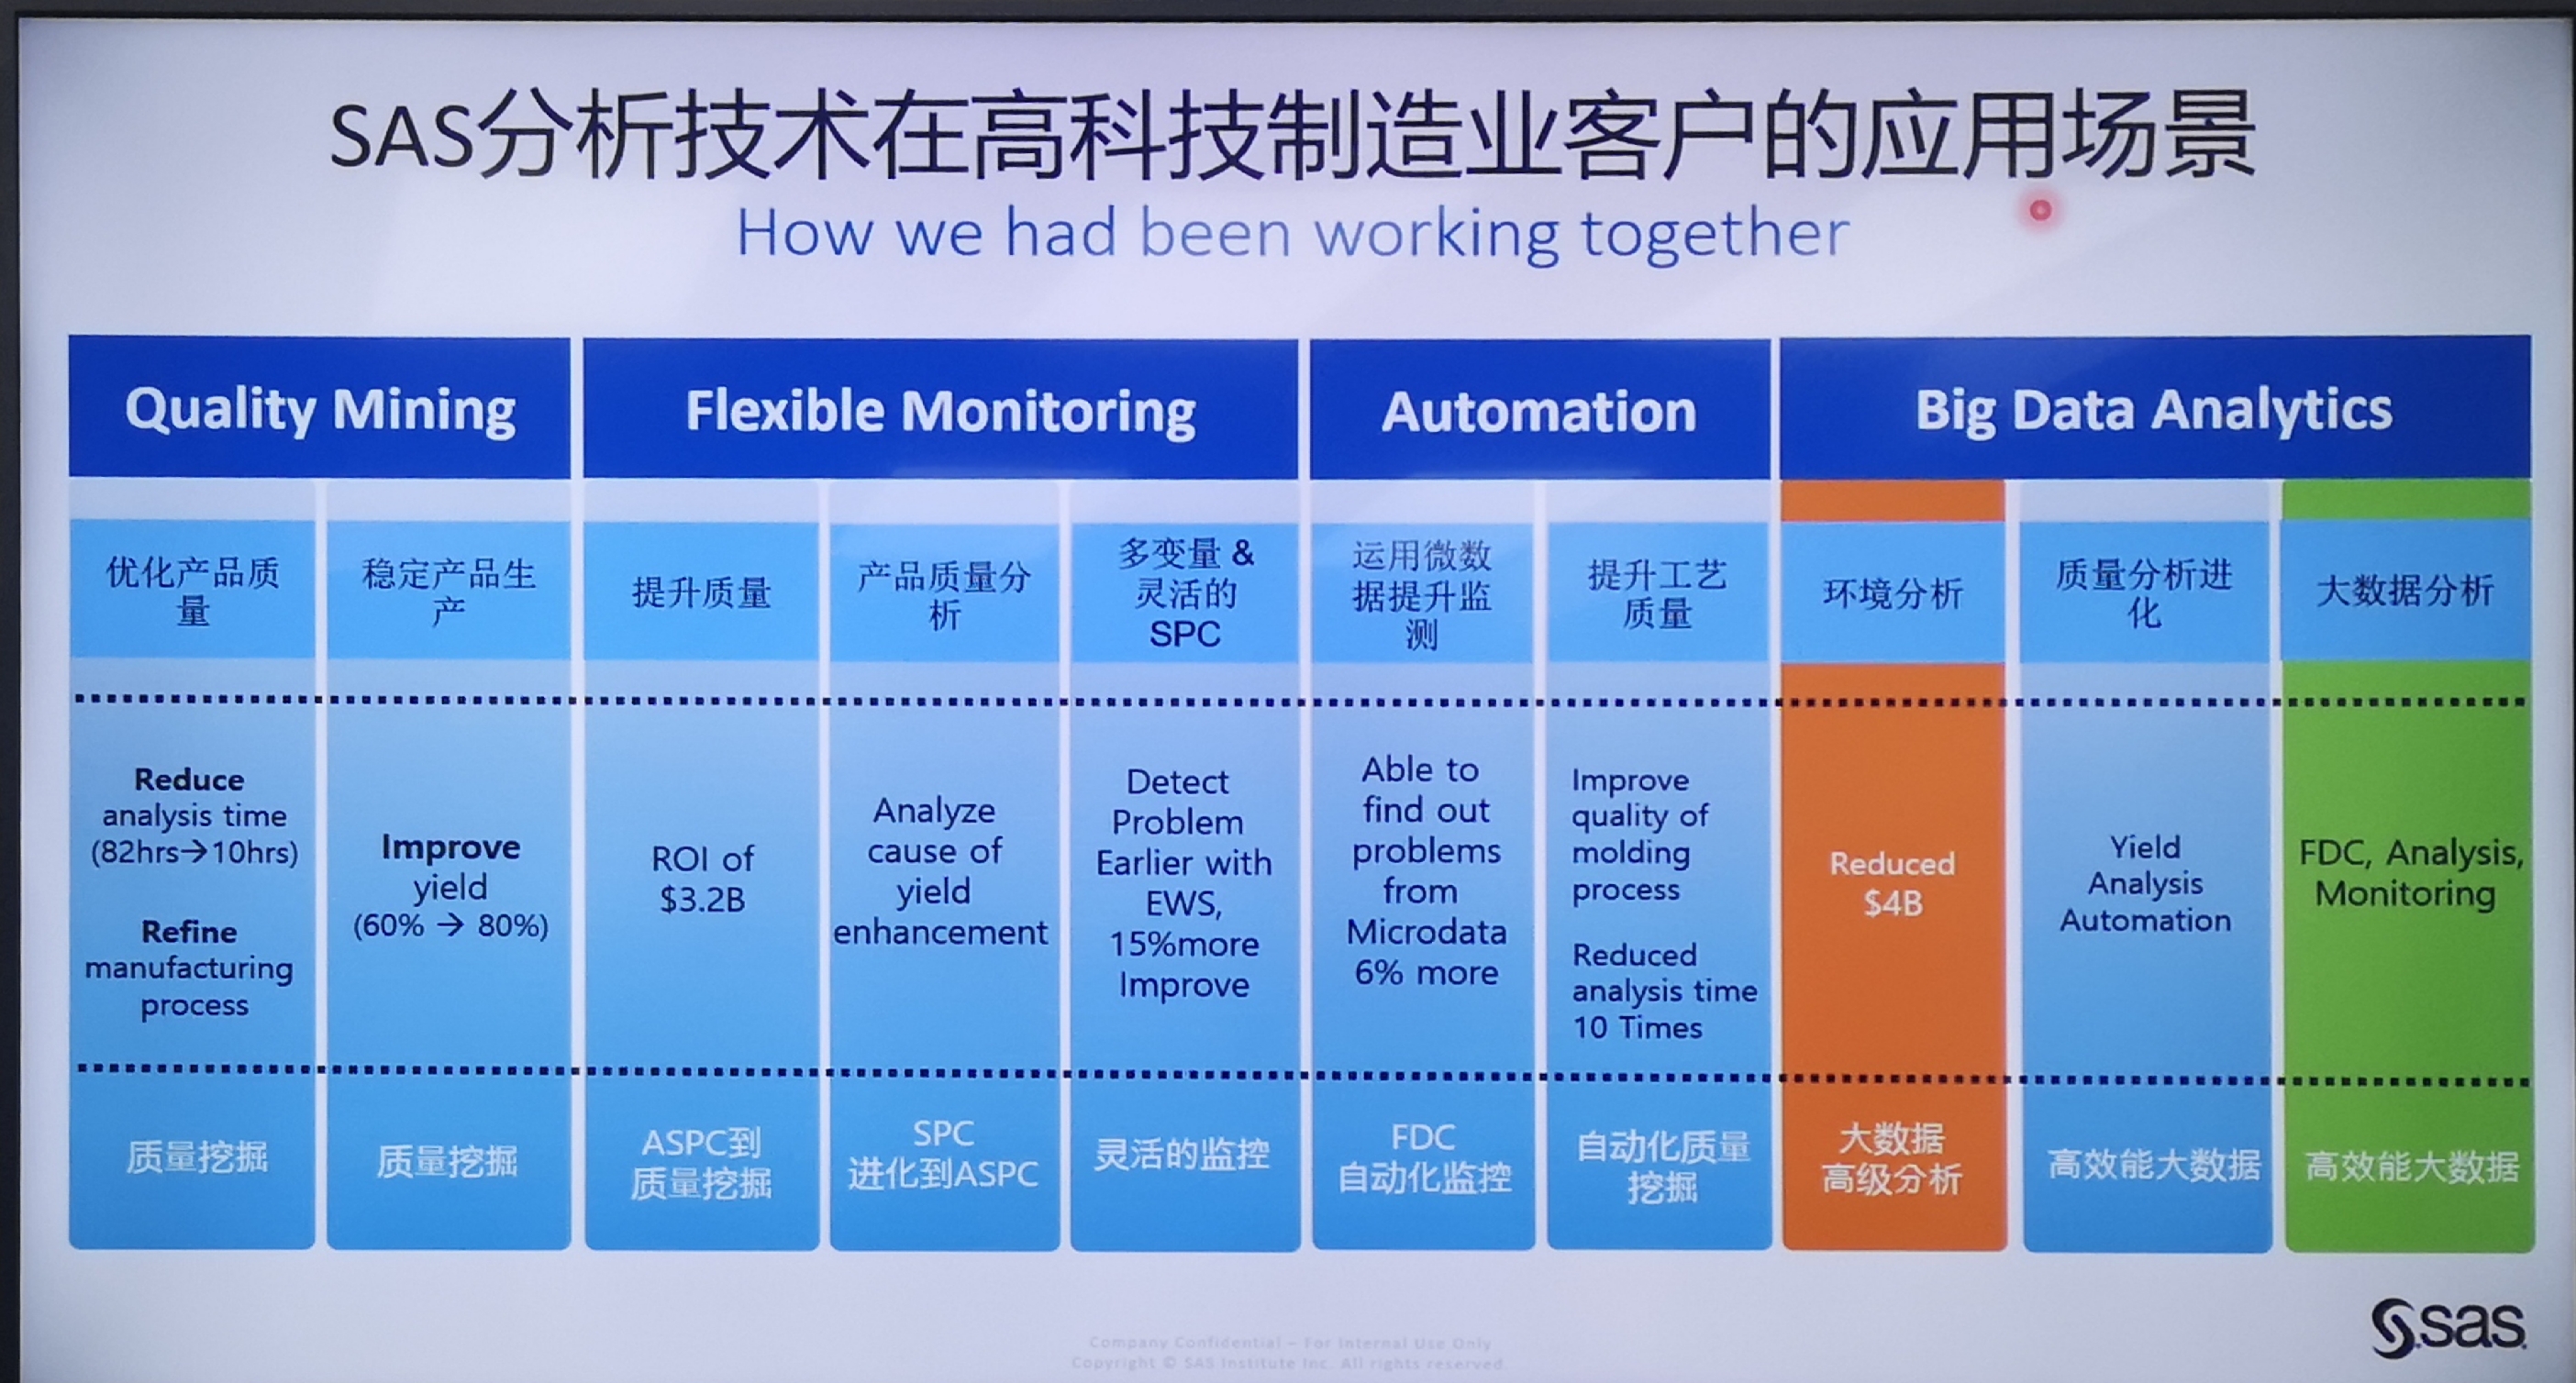 SAS分析技术在高科技制造业客户的应用场景
How we had been working together
Quality Mining
Flexible Monitoring
Automation
Big Data Analytics
优化产品质
量
稳定产品生
产
提升质量
产品质量分
析
多变量 &
灵活的
SPC
运用微数
据提升监
测
提升工艺
质量
环境分析
质量分析进
化
大数据分析
Reduce
analysis time
(82hrs→10hrs)
Refine
manufacturing
process
Improve
yield
(60% → 80%)
ROI of
$3.2B
Analyze
cause of
yield
enhancement
Detect
Problem
Earlier with
EWS,
15%more
Improve
Able to
find out
problems
from
Microdata
6% more
Improve
quality of
molding
process
Reduced
analysis time
10 Times
Reduced
$4B
Yield
Analysis
Automation
FDC, Analysis,
Monitoring
质量挖掘
质量挖掘
ASPC到
质量挖掘
SPC
进化到ASPC
灵活的监控
FDC
自动化监控
自动化质量
挖掘
大数据
高级分析
高效能大数据
高效能大数据
Company Confidential – For Internal Use Only
Copyright © SAS Institute Inc. All rights reserved.
sas